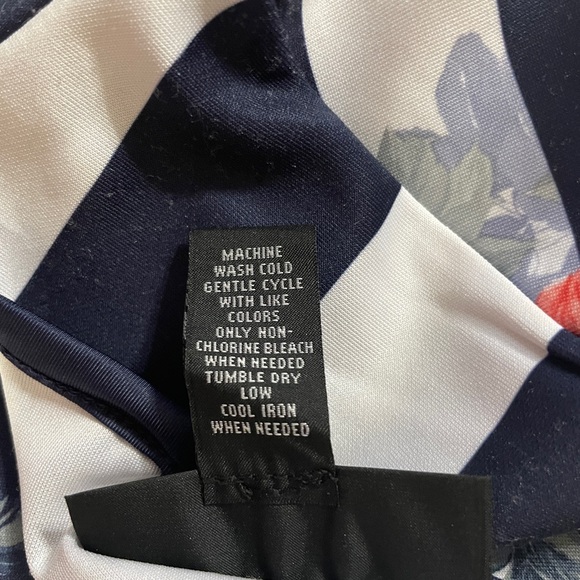 MACHINE
WASH COLD
GENTLE CYCLE
WITH LIKE
COLORS
ONLY NON-
CHLORINE BLEACH
WHEN NEEDED
TUMBLE DRY
LOW
COOL IRON
WHEN NEEDED